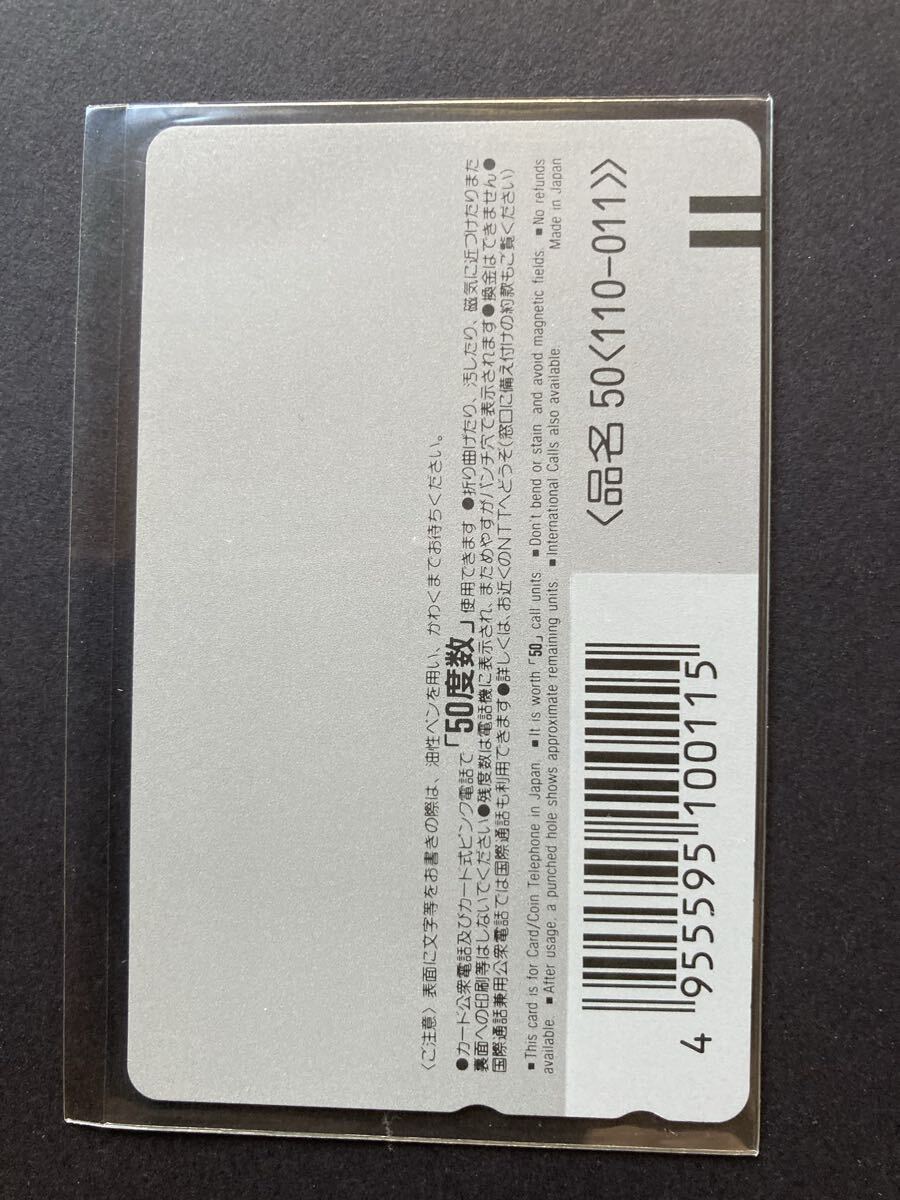 〈ご注意〉表面に文字等をお書きの際は、油性ペンを用い、かわくまでお待ちください。
●カード公衆電話及びカード式ピンク電話で「50度数」使用できます ●折り曲げたり、汚したり、磁気に近づけたりまた
裏面への印刷等はしないでください●残度数は電話機に表示され、まためやすがパンチ穴で表示されます●換金はできません●
国際通話兼用公衆電話では国際通話も利用できます●詳しくは、お近くのNTTへどうぞ(窓口に備え付けの約款もご覧ください)
■This card is for Card/Coin Telephone in Japan. ■It is worth「50」call units ■Don't bend or stain and avoid magnetic fields. ■No refunds
available. ■After usage, a punched hole shows approximate remaining units ■International Calls also available. Made in Japan
〈品名 50〈110-011〉〉
4 955595 100115